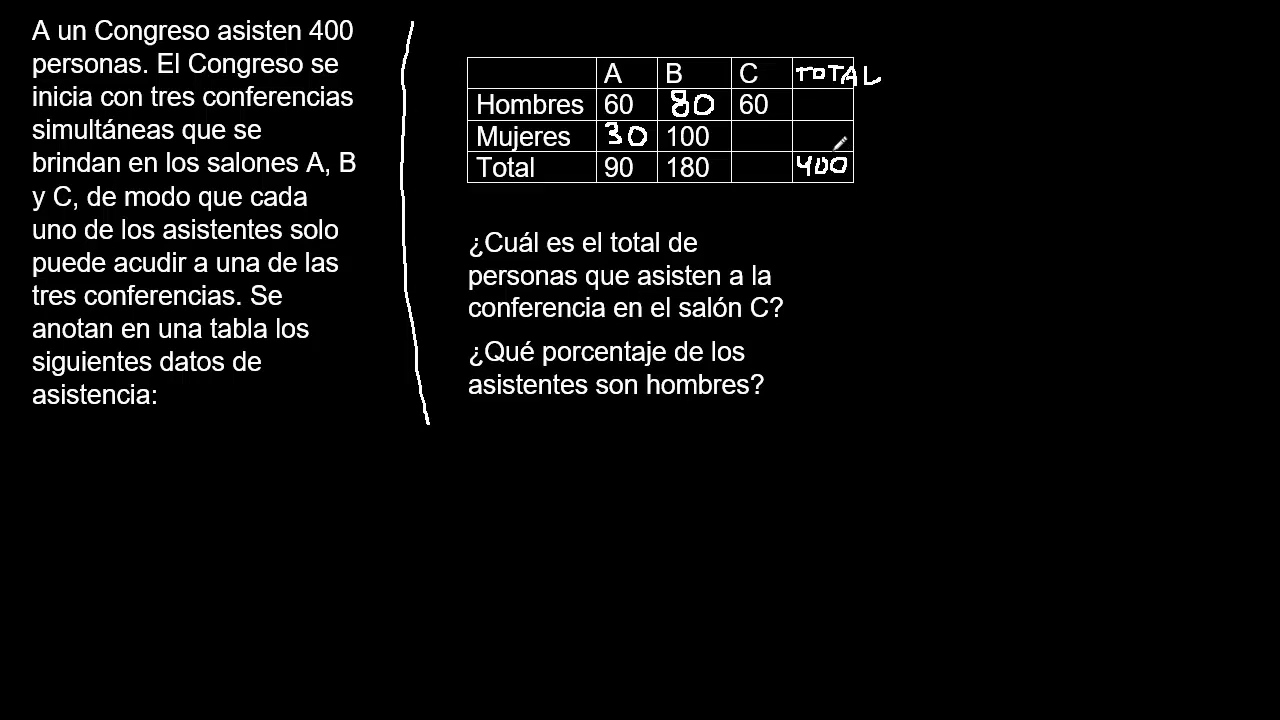 A un Congreso asisten 400
personas. El Congreso se
inicia con tres conferencias
simultáneas que se
brindan en los salones A, B
y C, de modo que cada
uno de los asistentes solo
puede acudir a una de las
tres conferencias. Se
anotan en una tabla los
siguientes datos de
asistencia:
A B C TOTAL
Hombres 60 80 60
Mujeres 30 100
Total 90 180 400
¿Cuál es el total de
personas que asisten a la
conferencia en el salón C?
¿Qué porcentaje de los
asistentes son hombres?